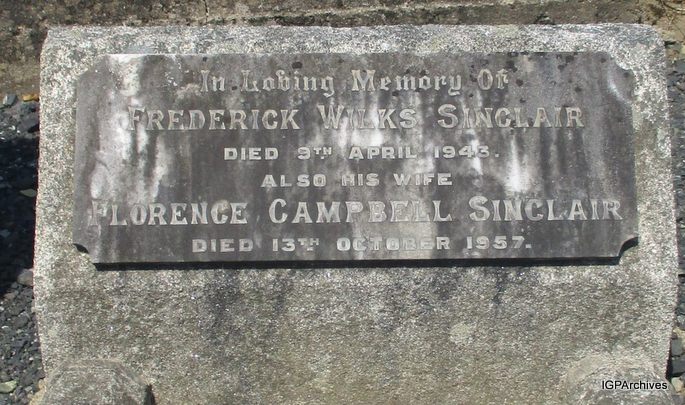 In Loving Memory Of
FREDERICK WILKS SINCLAIR
DIED 9TH APRIL 1943.
ALSO HIS WIFE
FLORENCE CAMPBELL SINCLAIR
DIED 13TH OCTOBER 1957.
IGPArchives